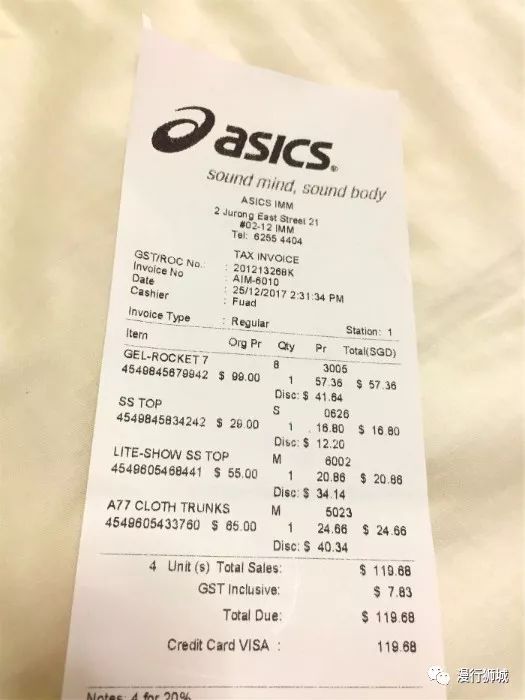 asics®
sound mind, sound body
ASICS IMM
2 Jurong East Street 21
#02-12 IMM
Tel: 6255 4404
TAX INVOICE
GST/ROC No. : 201213268K
Invoice No : AIM-6010
Date : 25/12/2017 2:31:34 PM
Cashier : Fuad
Invoice Type : Regular Station: 1
Item Org Pr Qty Pr Total(SGD)
GEL-ROCKET 7 8 3005
4549845679942 $ 99.00 1 57.36 $ 57.36
Disc: $ 41.64
SS TOP S 0626
4549845834242 $ 29.00 1 16.80 $ 16.80
Disc: $ 12.20
LITE-SHOW SS TOP M 6002
4549605468441 $ 55.00 1 20.86 $ 20.86
Disc: $ 34.14
A77 CLOTH TRUNKS M 5023
4549605433760 $ 65.00 1 24.66 $ 24.66
Disc: $ 40.34
4 Unit(s) Total Sales: $ 119.68
GST Inclusive: $ 7.83
Total Due: $ 119.68
Credit Card VISA : 119.68
Notes: 4 for 20%
漫行狮城